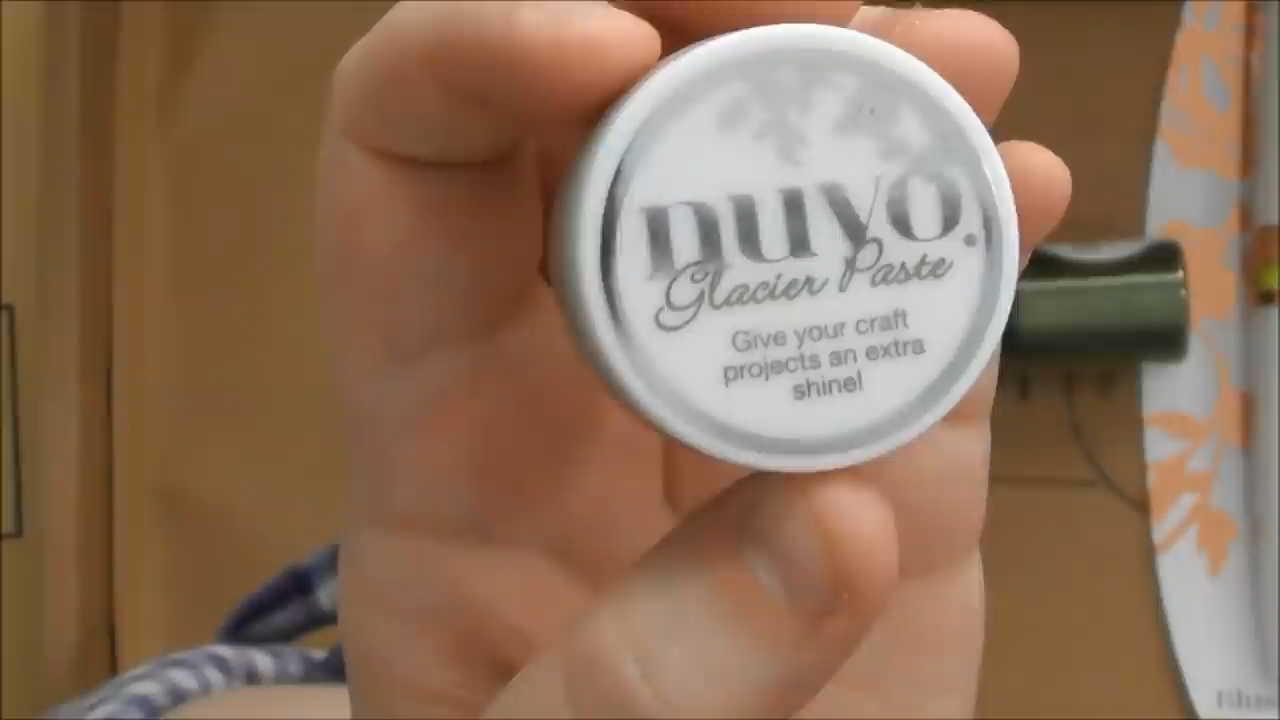 nuvo.
Glacier Paste
Give your craft
projects an extra
shine!